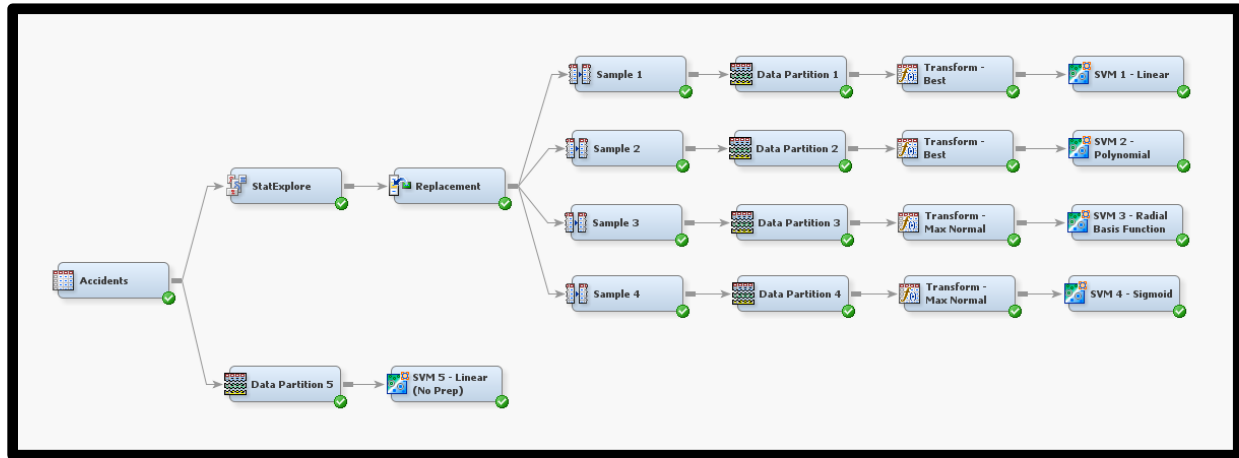 Sample 1
Data Partition 1
Transform -
Best
SVM 1 - Linear
Sample 2
Data Partition 2
Transform -
Best
SVM 2 -
Polynomial
StatExplore
Replacement
Sample 3
Data Partition 3
Transform -
Max Normal
SVM 3 - Radial
Basis Function
Accidents
Sample 4
Data Partition 4
Transform -
Max Normal
SVM 4 - Sigmoid
Data Partition 5
SVM 5 - Linear
(No Prep)